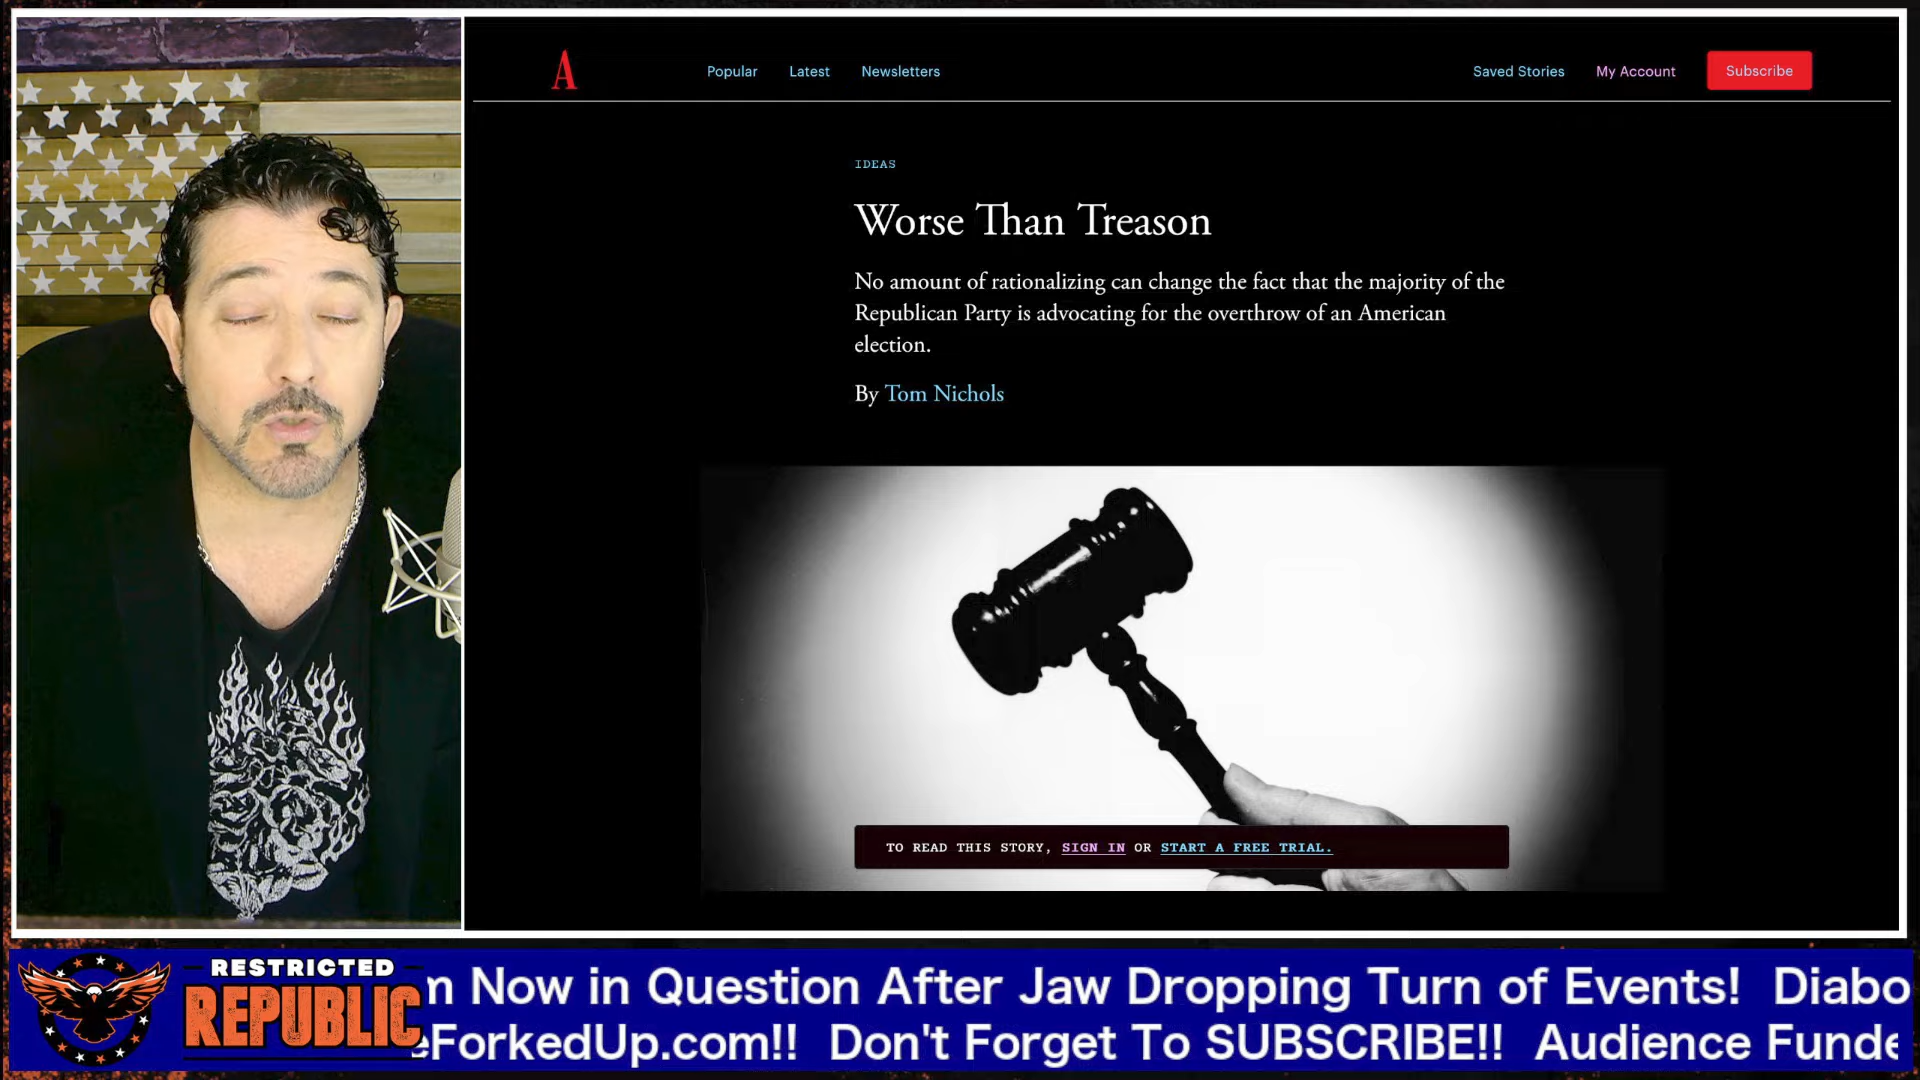 A
Popular Latest Newsletters
Saved Stories My Account Subscribe
IDEAS
Worse Than Treason
No amount of rationalizing can change the fact that the majority of the
Republican Party is advocating for the overthrow of an American
election.
By Tom Nichols
TO READ THIS STORY, SIGN IN OR START A FREE TRIAL.
RESTRICTED
REPUBLIC
m Now in Question After Jaw Dropping Turn of Events! Diabo
eForkedUp.com!! Don't Forget To SUBSCRIBE!! Audience Funde